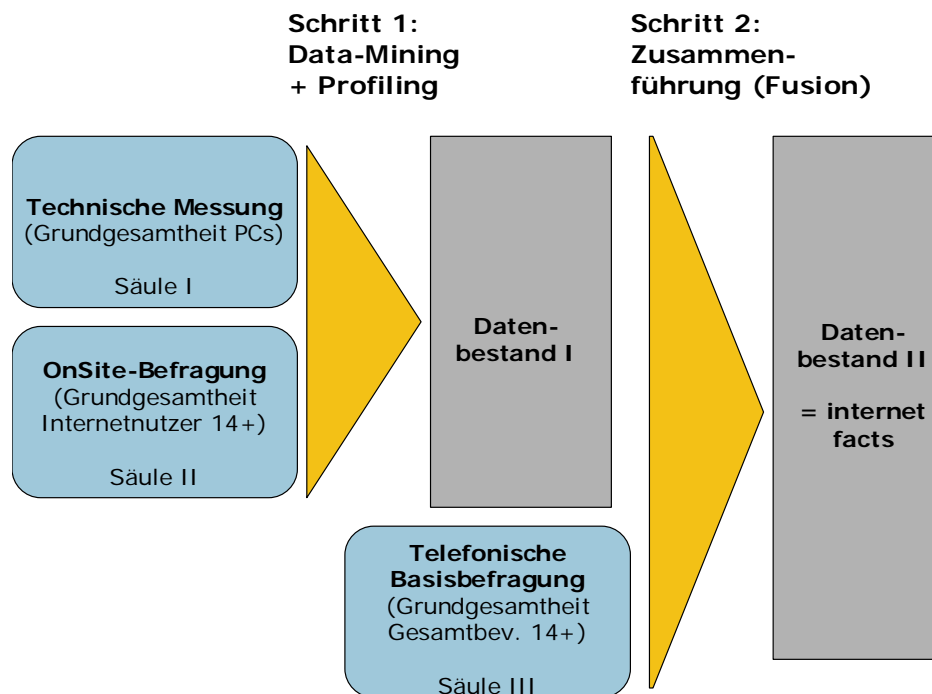 Schritt 1:
Data-Mining
+ Profiling
Schritt 2:
Zusammen-
führung (Fusion)
Technische Messung
(Grundgesamtheit PCs)
Säule I
OnSite-Befragung
(Grundgesamtheit
Internetnutzer 14+)
Säule II
Daten-
bestand I
Telefonische
Basisbefragung
(Grundgesamtheit
Gesamtbev. 14+)
Säule III
Daten-
bestand II
= internet
facts